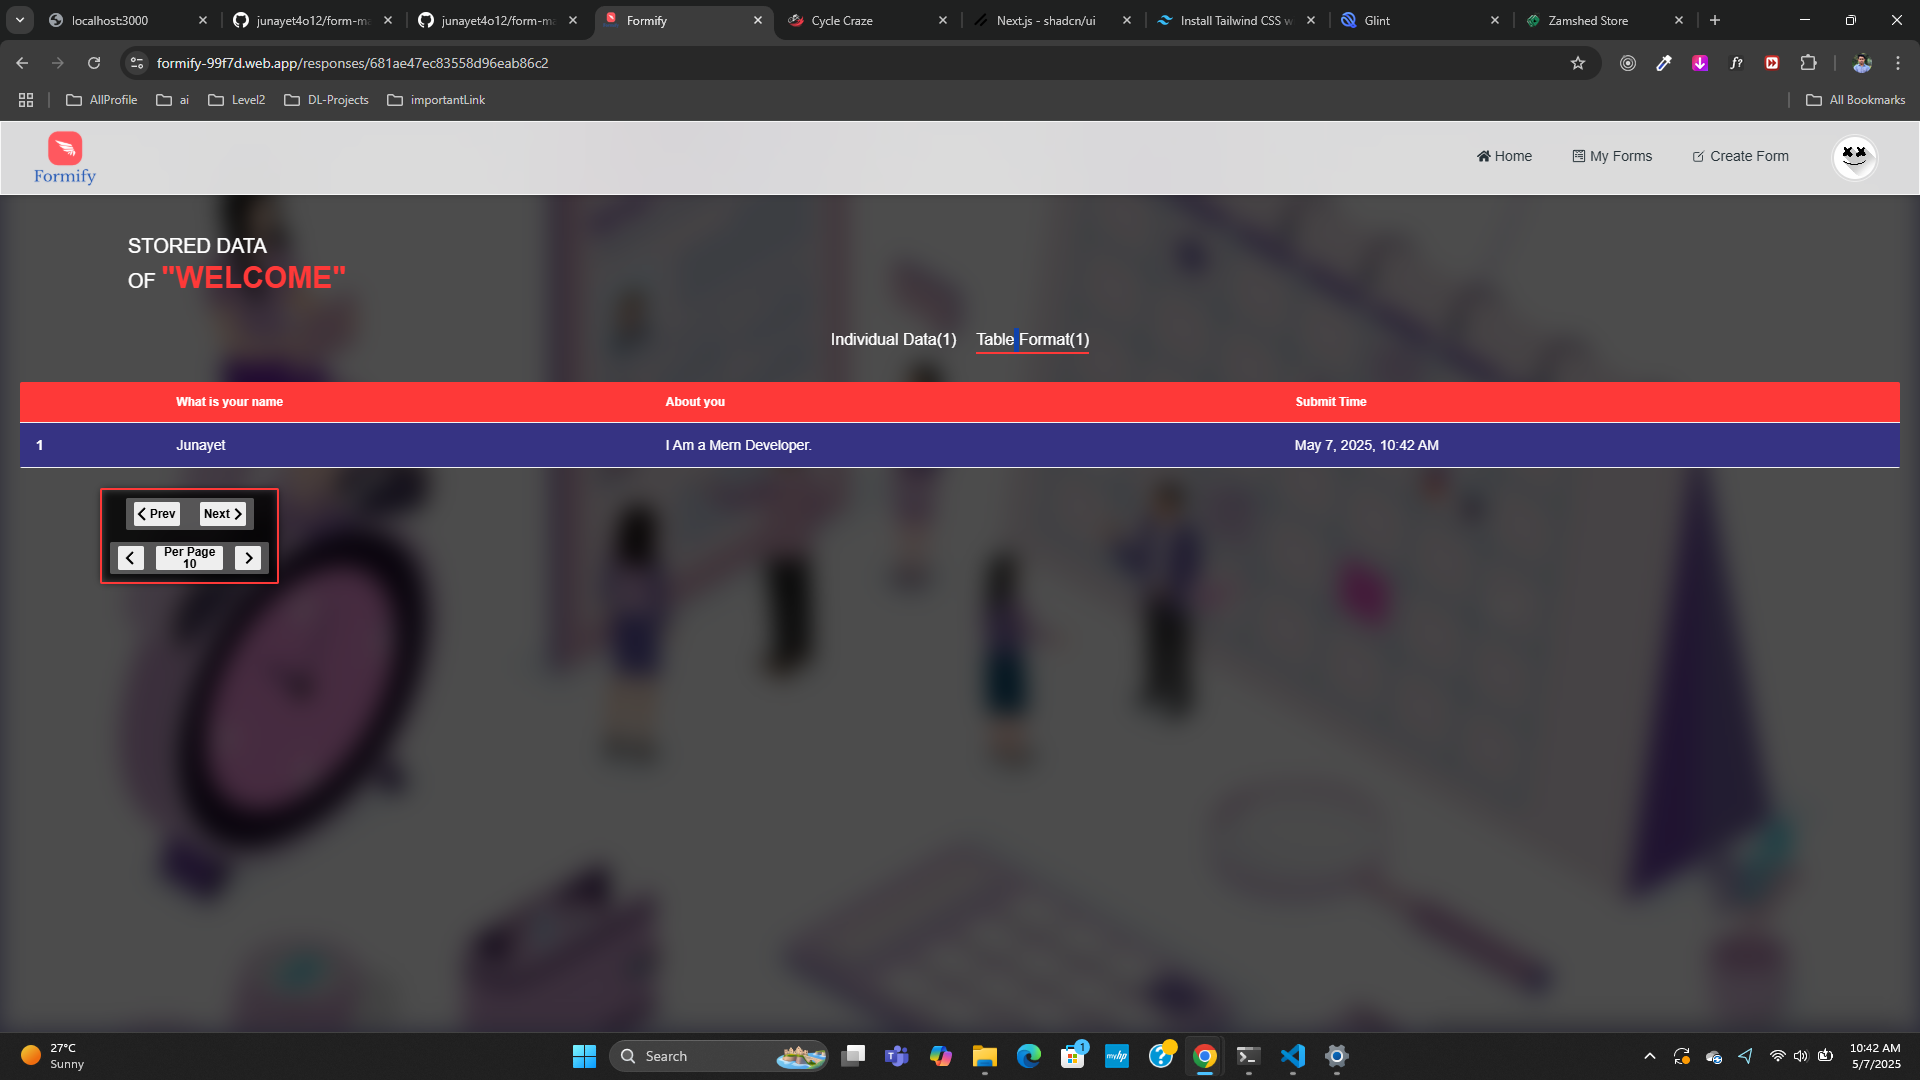 localhost:3000
junayet4o12/form-ma
junayet4o12/form-ma
Formify
Cycle Craze
Next.js - shadcn/ui
Install Tailwind CSS w
Glint
Zamshed Store
formify-99f7d.web.app/responses/681ae47ec83558d96eab86c2
AllProfile
ai
Level2
DL-Projects
importantLink
All Bookmarks
Formify
Home
My Forms
Create Form
STORED DATA
OF "WELCOME"
Individual Data(1)
Table Format(1)
What is your name
About you
Submit Time
1
Junayet
I Am a Mern Developer.
May 7, 2025, 10:42 AM
Prev
Next
Per Page
10
27°C
Sunny
Search
1
myhp
10:42 AM
5/7/2025